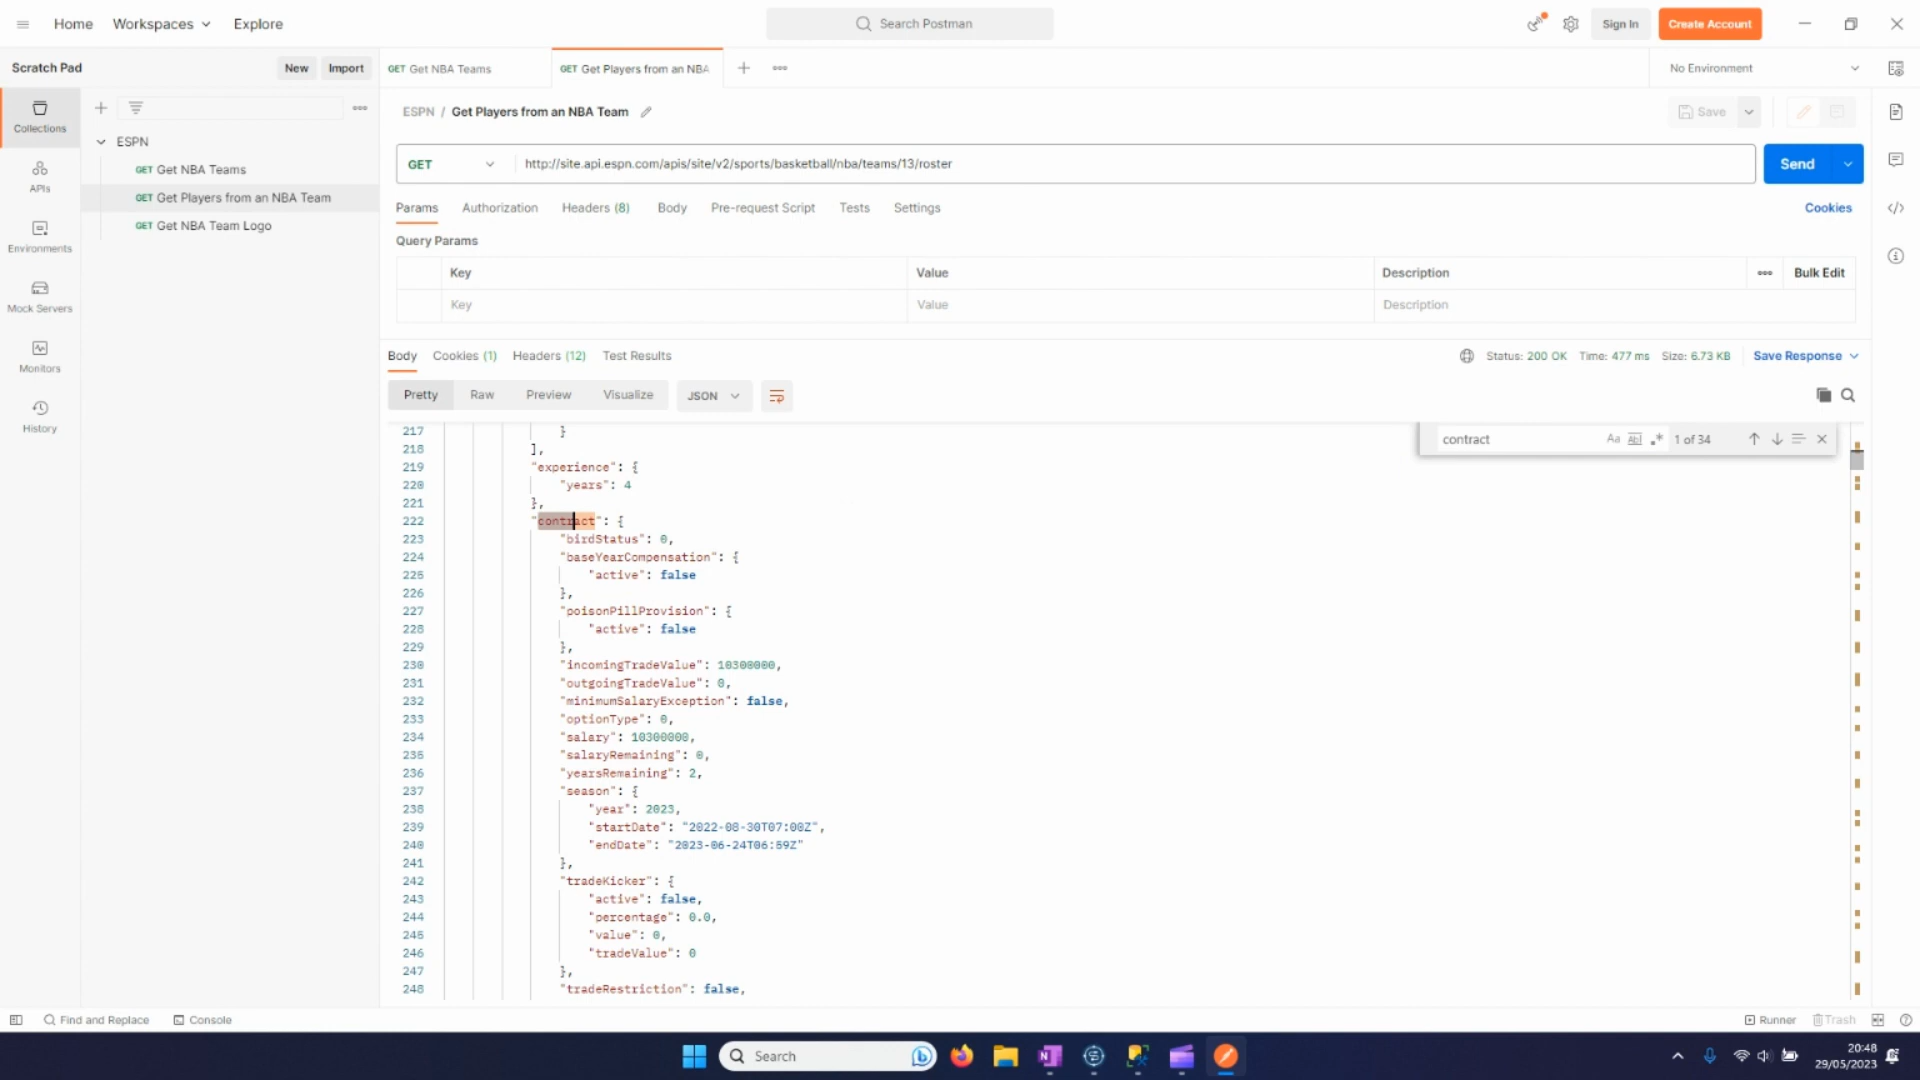 Home Workspaces Explore Search Postman Sign In Create Account
Scratch Pad New Import GET Get NBA Teams GET Get Players from an NBA No Environment
Collections
APIs
Environments
Mock Servers
Monitors
History
ESPN
GET Get NBA Teams
GET Get Players from an NBA Team
GET Get NBA Team Logo
ESPN / Get Players from an NBA Team Save
GET http://site.api.espn.com/apis/site/v2/sports/basketball/nba/teams/13/roster Send
Params Authorization Headers (8) Body Pre-request Script Tests Settings Cookies
Query Params
Key Value Description Bulk Edit
Key Value Description
Body Cookies (1) Headers (12) Test Results Status: 200 OK Time: 477 ms Size: 6.73 KB Save Response
Pretty Raw Preview Visualize JSON
contract Aa Abl .* 1 of 34
217 }
218 ],
219 "experience": {
220 "years": 4
221 },
222 "contract": {
223 "birdStatus": 0,
224 "baseYearCompensation": {
225 "active": false
226 },
227 "poisonPillProvision": {
228 "active": false
229 },
230 "incomingTradeValue": 10300000,
231 "outgoingTradeValue": 0,
232 "minimumSalaryException": false,
233 "optionType": 0,
234 "salary": 10300000,
235 "salaryRemaining": 0,
236 "yearsRemaining": 2,
237 "season": {
238 "year": 2023,
239 "startDate": "2022-08-30T07:00Z",
240 "endDate": "2023-06-24T06:59Z"
241 },
242 "tradeKicker": {
243 "active": false,
244 "percentage": 0.0,
245 "value": 0,
246 "tradeValue": 0
247 },
248 "tradeRestriction": false,
Find and Replace Console Runner Trash
Search 20:48
29/05/2023